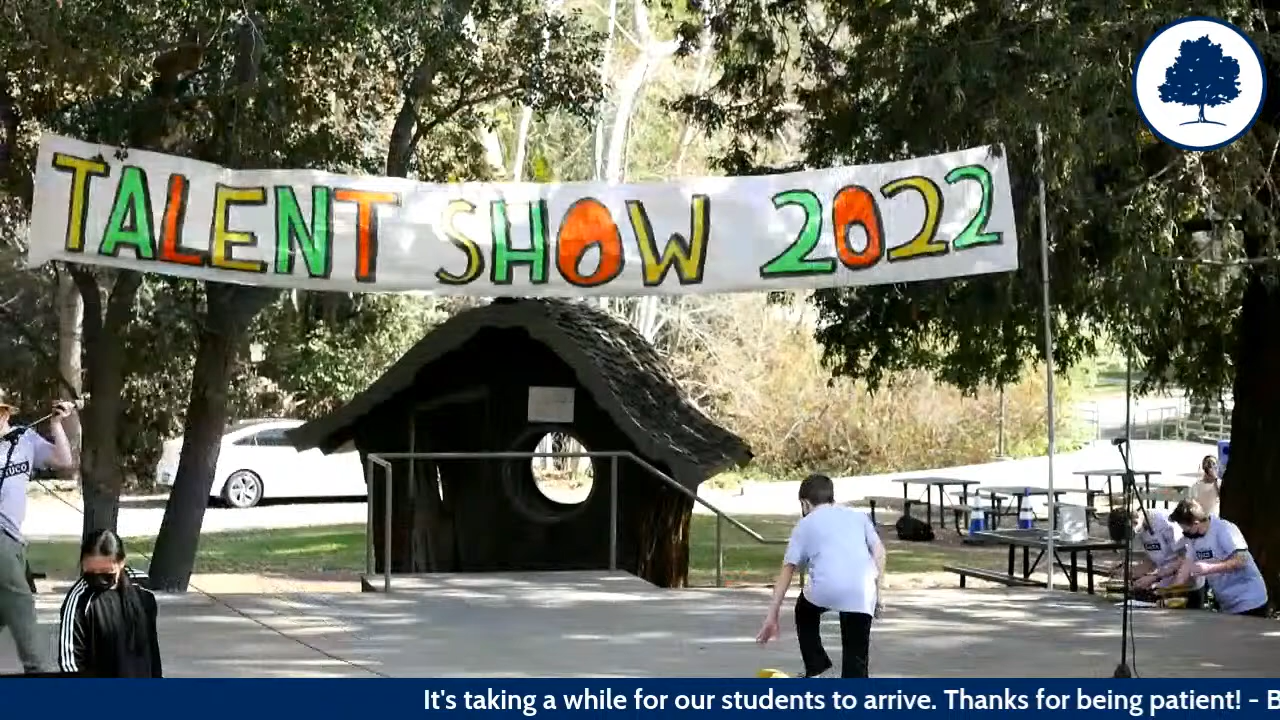 TALENT SHOW 2022
It's taking a while for our students to arrive. Thanks for being patient! - B